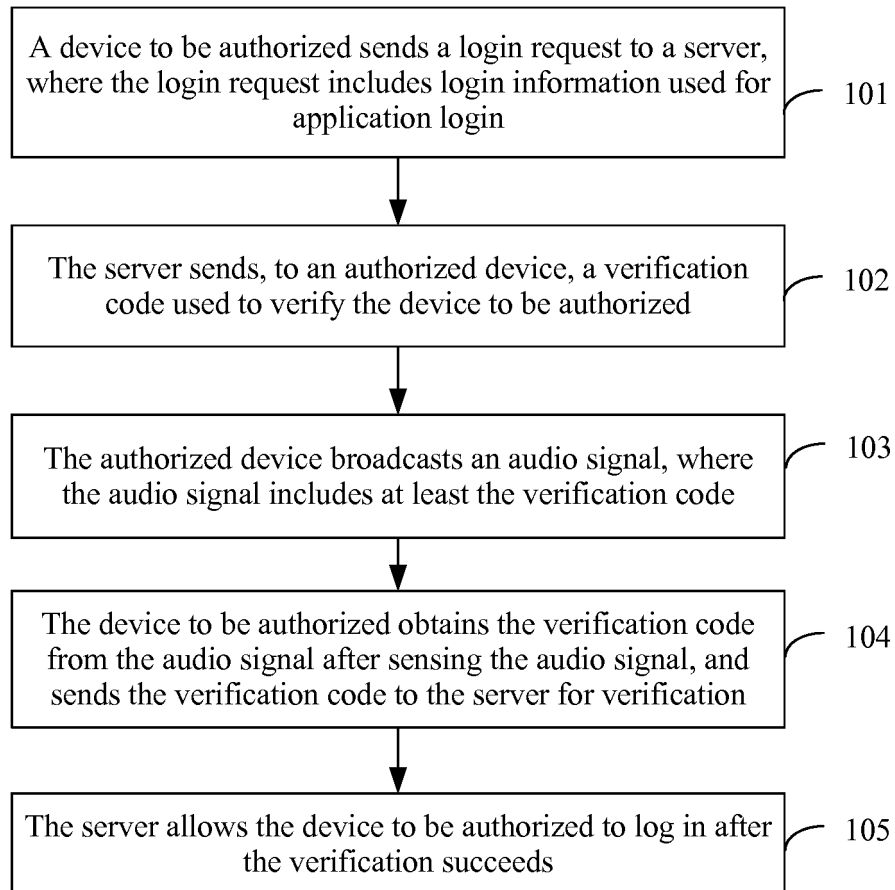 A device to be authorized sends a login request to a server,
where the login request includes login information used for
application login
101
The server sends, to an authorized device, a verification
code used to verify the device to be authorized
102
The authorized device broadcasts an audio signal, where
the audio signal includes at least the verification code
103
The device to be authorized obtains the verification code
from the audio signal after sensing the audio signal, and
sends the verification code to the server for verification
104
The server allows the device to be authorized to log in after
the verification succeeds
105